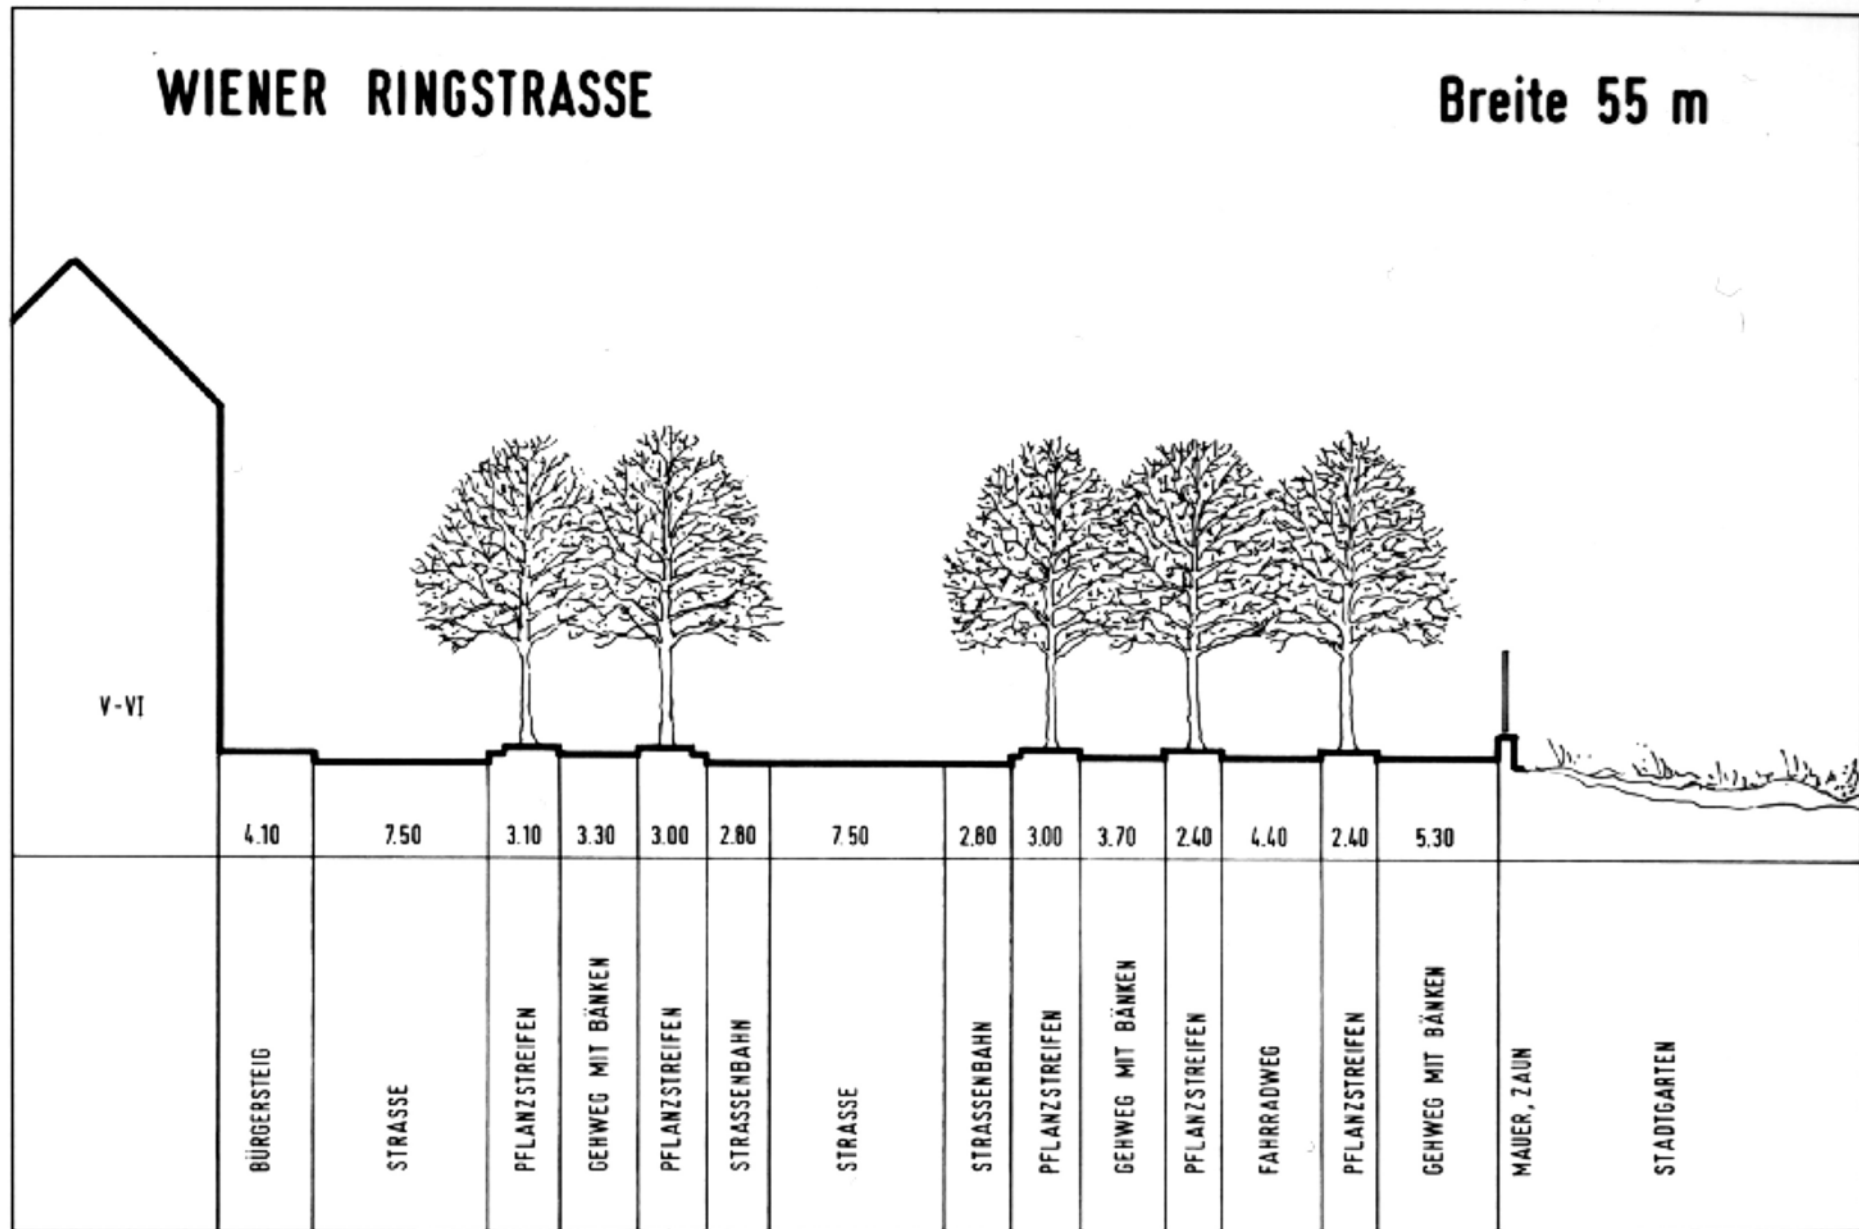 WIENER RINGSTRASSE
Breite 55 m
V-VI
4.10 7.50 3.10 3.30 3.00 2.80 7.50 2.80 3.00 3.70 2.40 4.40 2.40 5.30
BÜRGERSTEIG
STRASSE
PFLANZSTREIFEN
GEHWEG MIT BÄNKEN
PFLANZSTREIFEN
STRASSENBAHN
STRASSE
STRASSENBAHN
PFLANZSTREIFEN
GEHWEG MIT BÄNKEN
PFLANZSTREIFEN
FAHRRADWEG
PFLANZSTREIFEN
GEHWEG MIT BÄNKEN
MAUER, ZAUN
STADTGARTEN